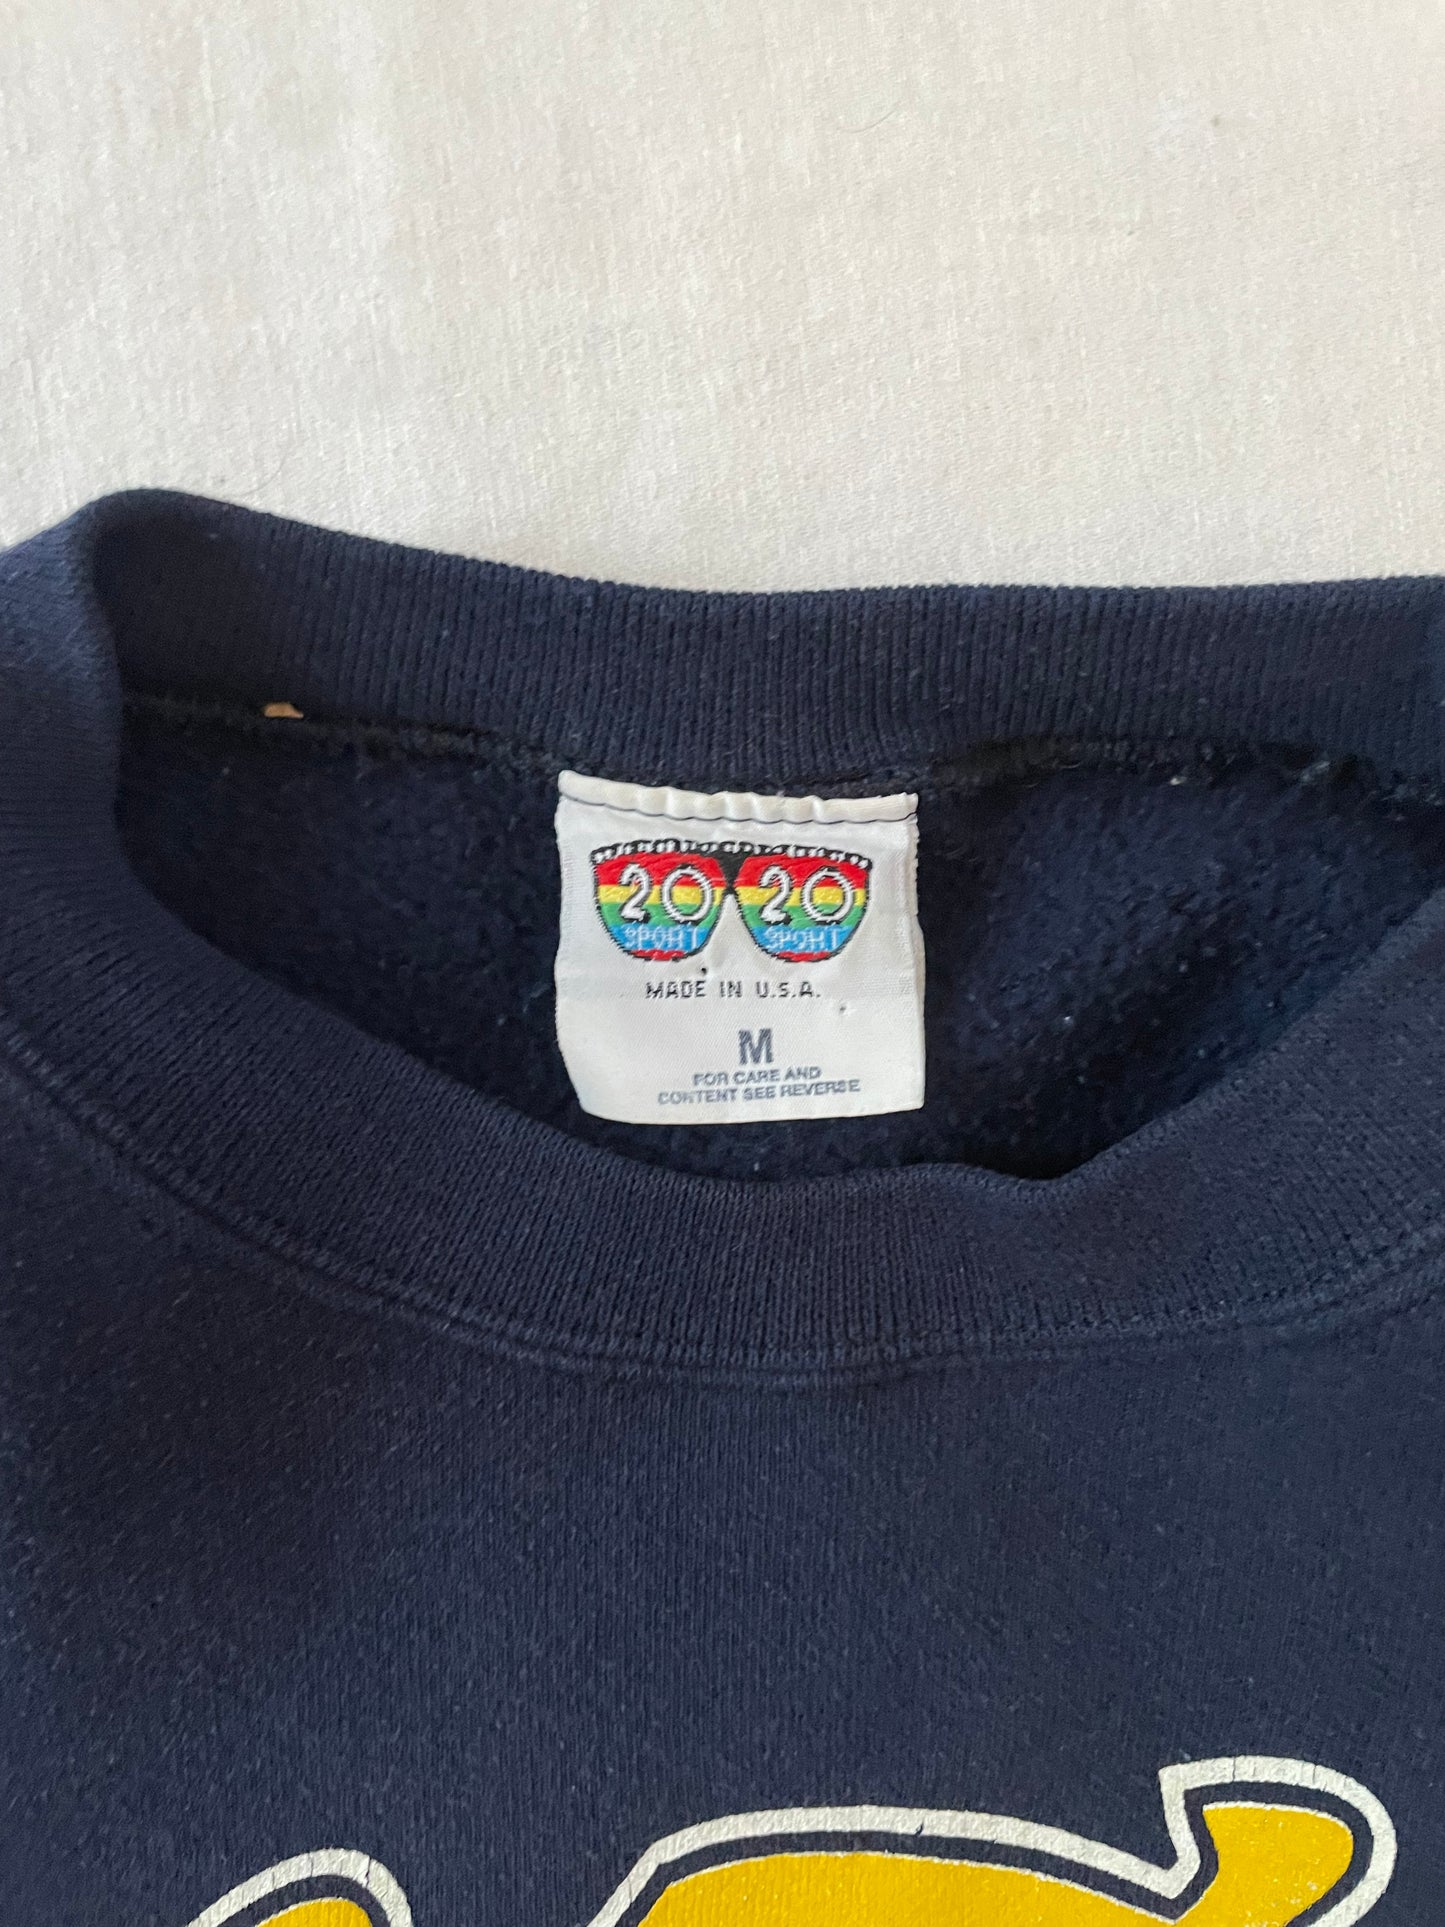 20 20
SPORT SPORT
MADE IN U.S.A.
M
FOR CARE AND
CONTENT SEE REVERSE